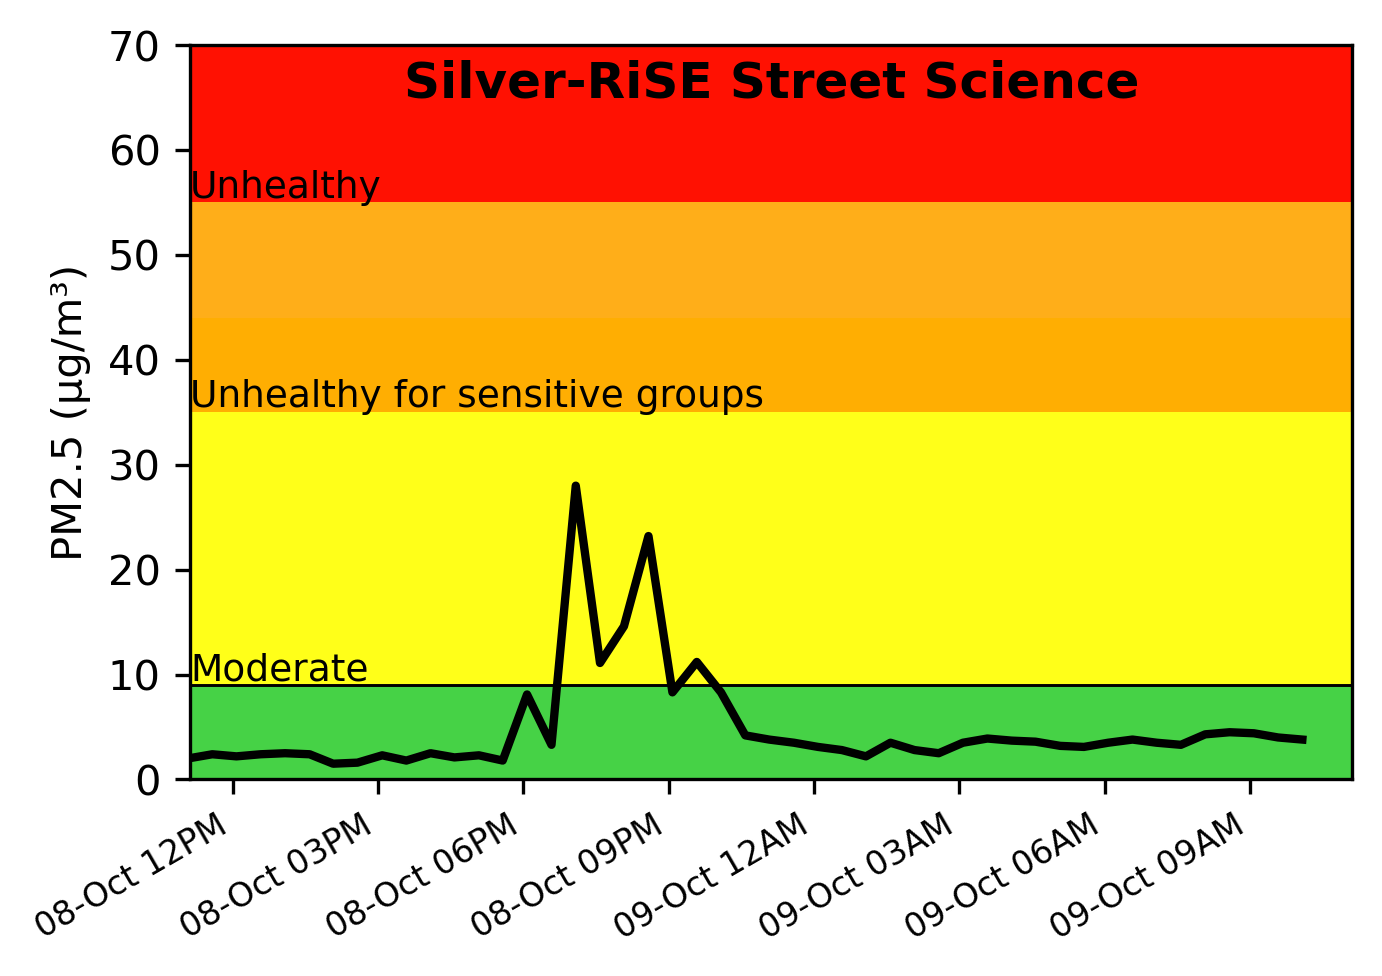 Silver-RiSE Street Science
70
60
50
40
30
20
10
0
PM2.5 (µg/m³)
Unhealthy
Unhealthy for sensitive groups
Moderate
08-Oct 12PM
08-Oct 03PM
08-Oct 06PM
08-Oct 09PM
09-Oct 12AM
09-Oct 03AM
09-Oct 06AM
09-Oct 09AM